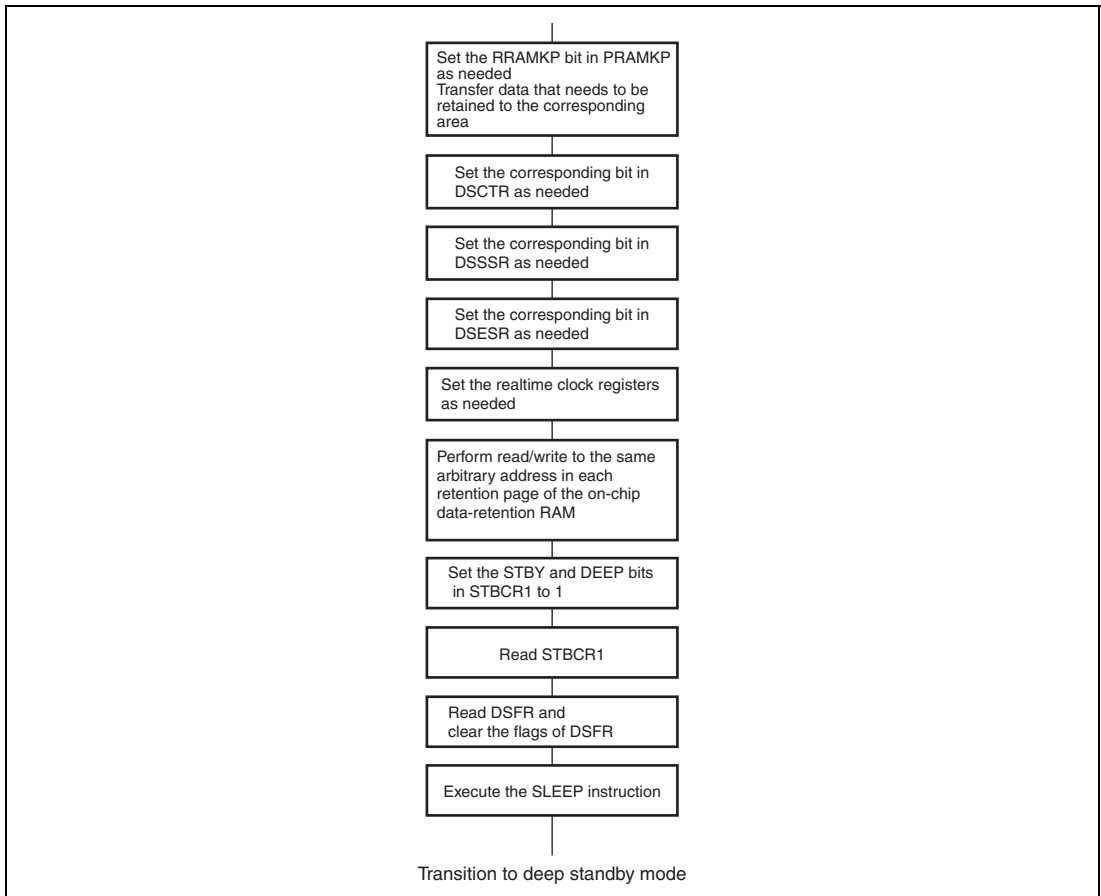 Set the RRAMKP bit in PRAMKP
as needed
Transfer data that needs to be
retained to the corresponding
area
Set the corresponding bit in
DSCTR as needed
Set the corresponding bit in
DSSSR as needed
Set the corresponding bit in
DSESR as needed
Set the realtime clock registers
as needed
Perform read/write to the same
arbitrary address in each
retention page of the on-chip
data-retention RAM
Set the STBY and DEEP bits
in STBCR1 to 1
Read STBCR1
Read DSFR and
clear the flags of DSFR
Execute the SLEEP instruction
Transition to deep standby mode